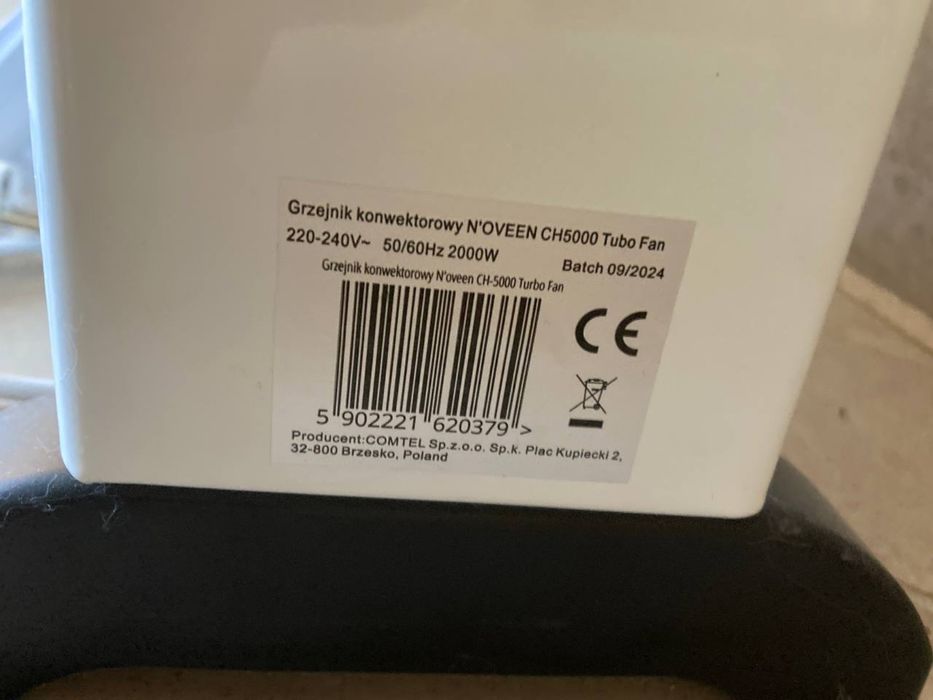 Grzejnik konwektorowy N'OVEEN CH5000 Tubo Fan
220-240V~ 50/60Hz 2000W
Batch 09/2024
Grzejnik konwektorowy N'oveen CH-5000 Turbo Fan
CE
5 902221 620379 >
Producent:COMTEL Sp.z.o.o. Sp.k. Plac Kupiecki 2,
32-800 Brzesko, Poland